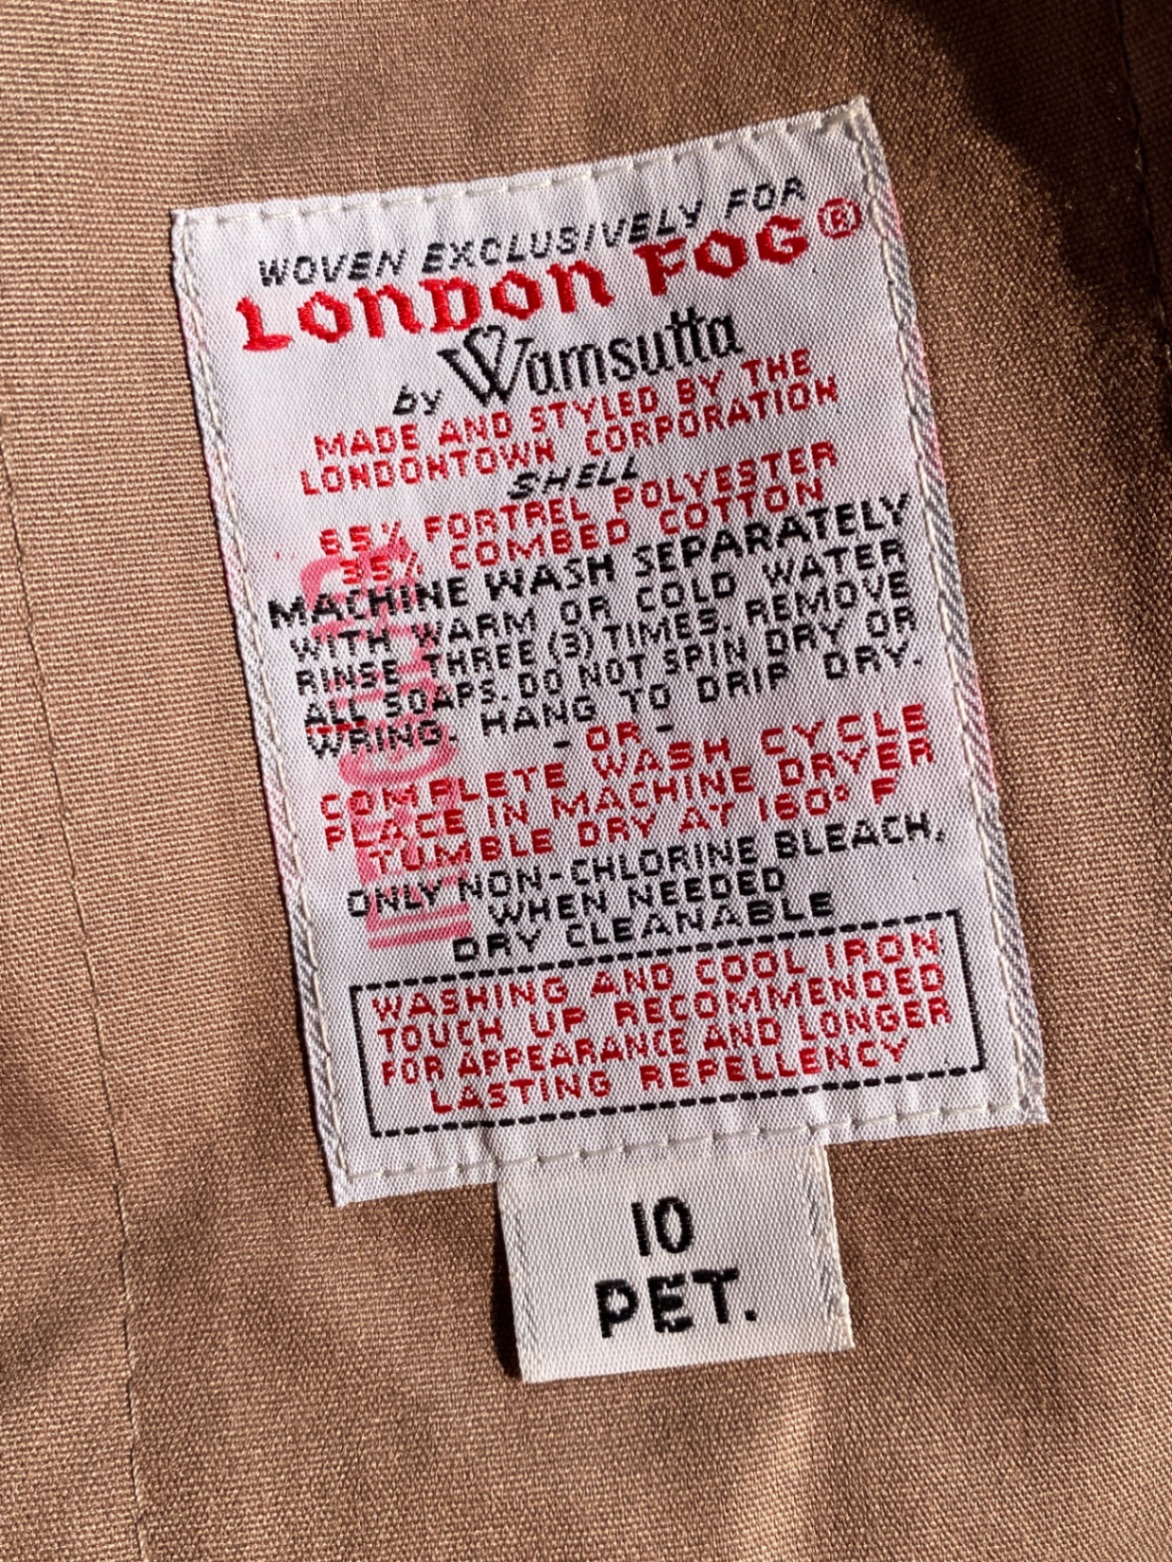 WOVEN EXCLUSIVELY FOR
LONDON FOG®
by Wamsutta
MADE AND STYLED BY THE
LONDONTOWN CORPORATION
SHELL
65% FORTREL POLYESTER
35% COMBED COTTON
MACHINE WASH SEPARATELY
WITH WARM OR COLD WATER
RINSE THREE (3) TIMES. REMOVE
ALL SOAPS. DO NOT SPIN DRY OR
WRING. HANG TO DRIP DRY.
- OR -
COMPLETE WASH CYCLE
PLACE IN MACHINE DRYER
TUMBLE DRY AT 160° F
ONLY NON-CHLORINE BLEACH,
WHEN NEEDED
DRY CLEANABLE
WASHING AND COOL IRON
TOUCH UP RECOMMENDED
FOR APPEARANCE AND LONGER
LASTING REPELLENCY
10
PET.